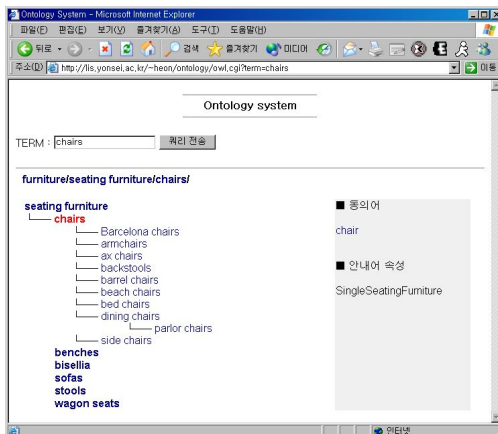 Ontology System - Microsoft Internet Explorer
파일(F) 편집(E) 보기(V) 즐겨찾기(A) 도구(T) 도움말(H)
뒤로 검색 즐겨찾기 미디어
주소(D) http://lis.yonsei.ac.kr/~heon/ontology/owl.cgi?term=chairs 이동
Ontology system
TERM : chairs 쿼리 전송
furniture/seating furniture/chairs/
seating furniture
chairs
Barcelona chairs
armchairs
ax chairs
backstools
barrel chairs
beach chairs
bed chairs
dining chairs
parlor chairs
side chairs
benches
bisellia
sofas
stools
wagon seats
■ 동의어
chair
■ 안내어 속성
SingleSeatingFurniture
인터넷